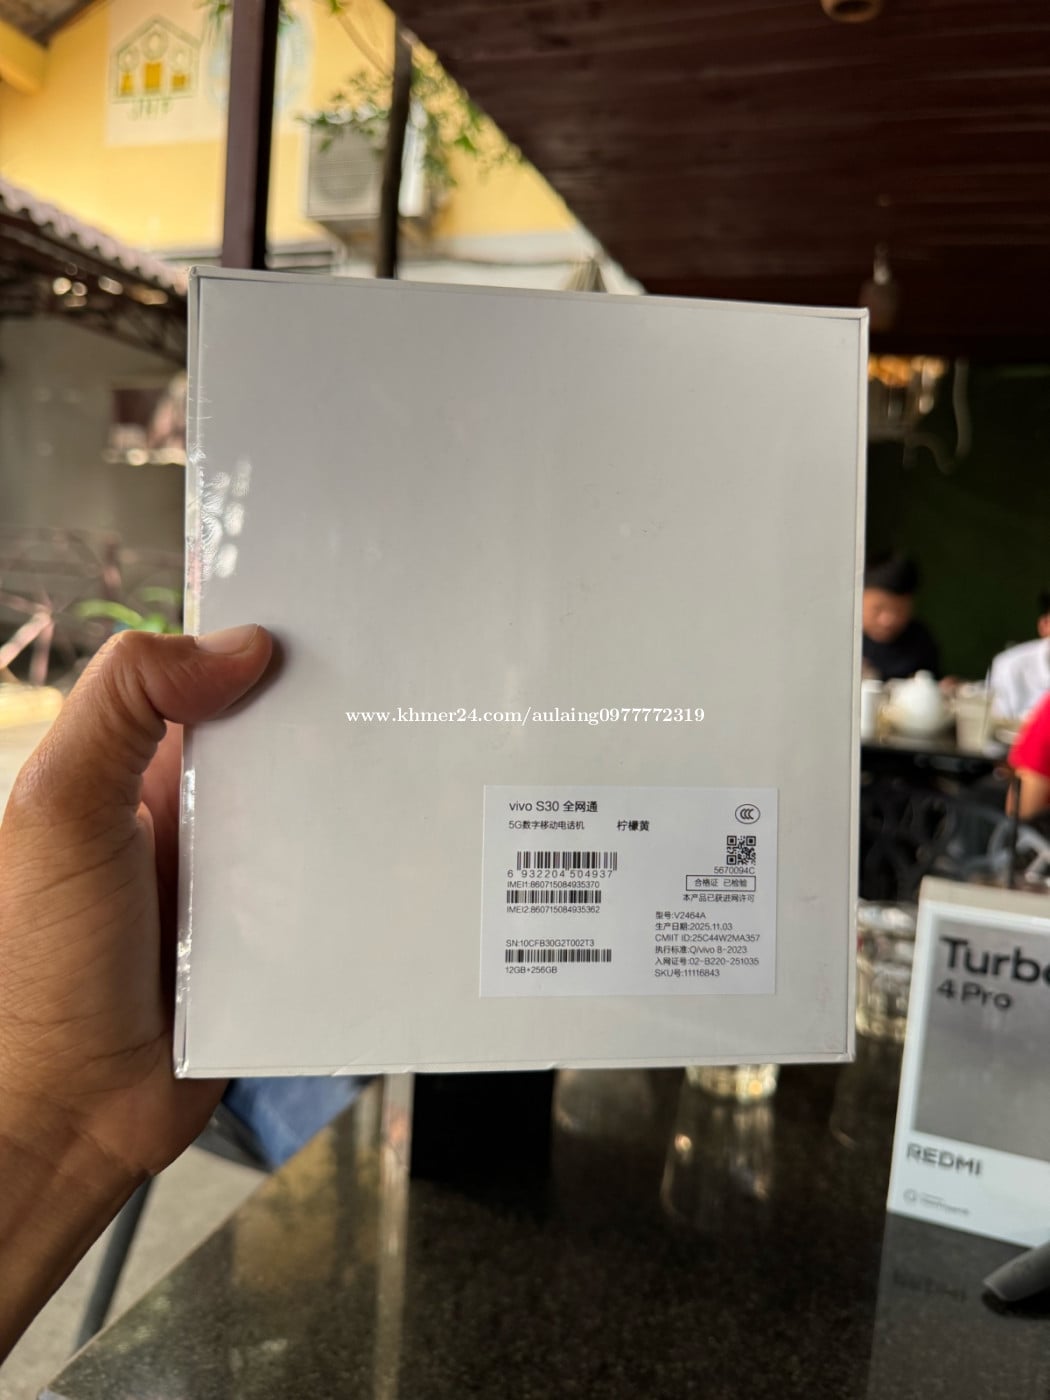 www.khmer24.com/aulaing0977772319
vivo S30 全网通
5G数字移动电话机 柠檬黄
6 932204 504937
IMEI1:860715084935370
IMEI2:860715084935362
SN:10CFB30G2T002T3
12GB+256GB
5670094C
合格证 已检验
本产品已获进网许可
型号:V2464A
生产日期:2025.11.03
CMIIT ID:25C44W2MA357
执行标准:Q/vivo 8-2023
入网证号:02-B220-251035
SKU号:11116843
Turbo
4 Pro
REDMI